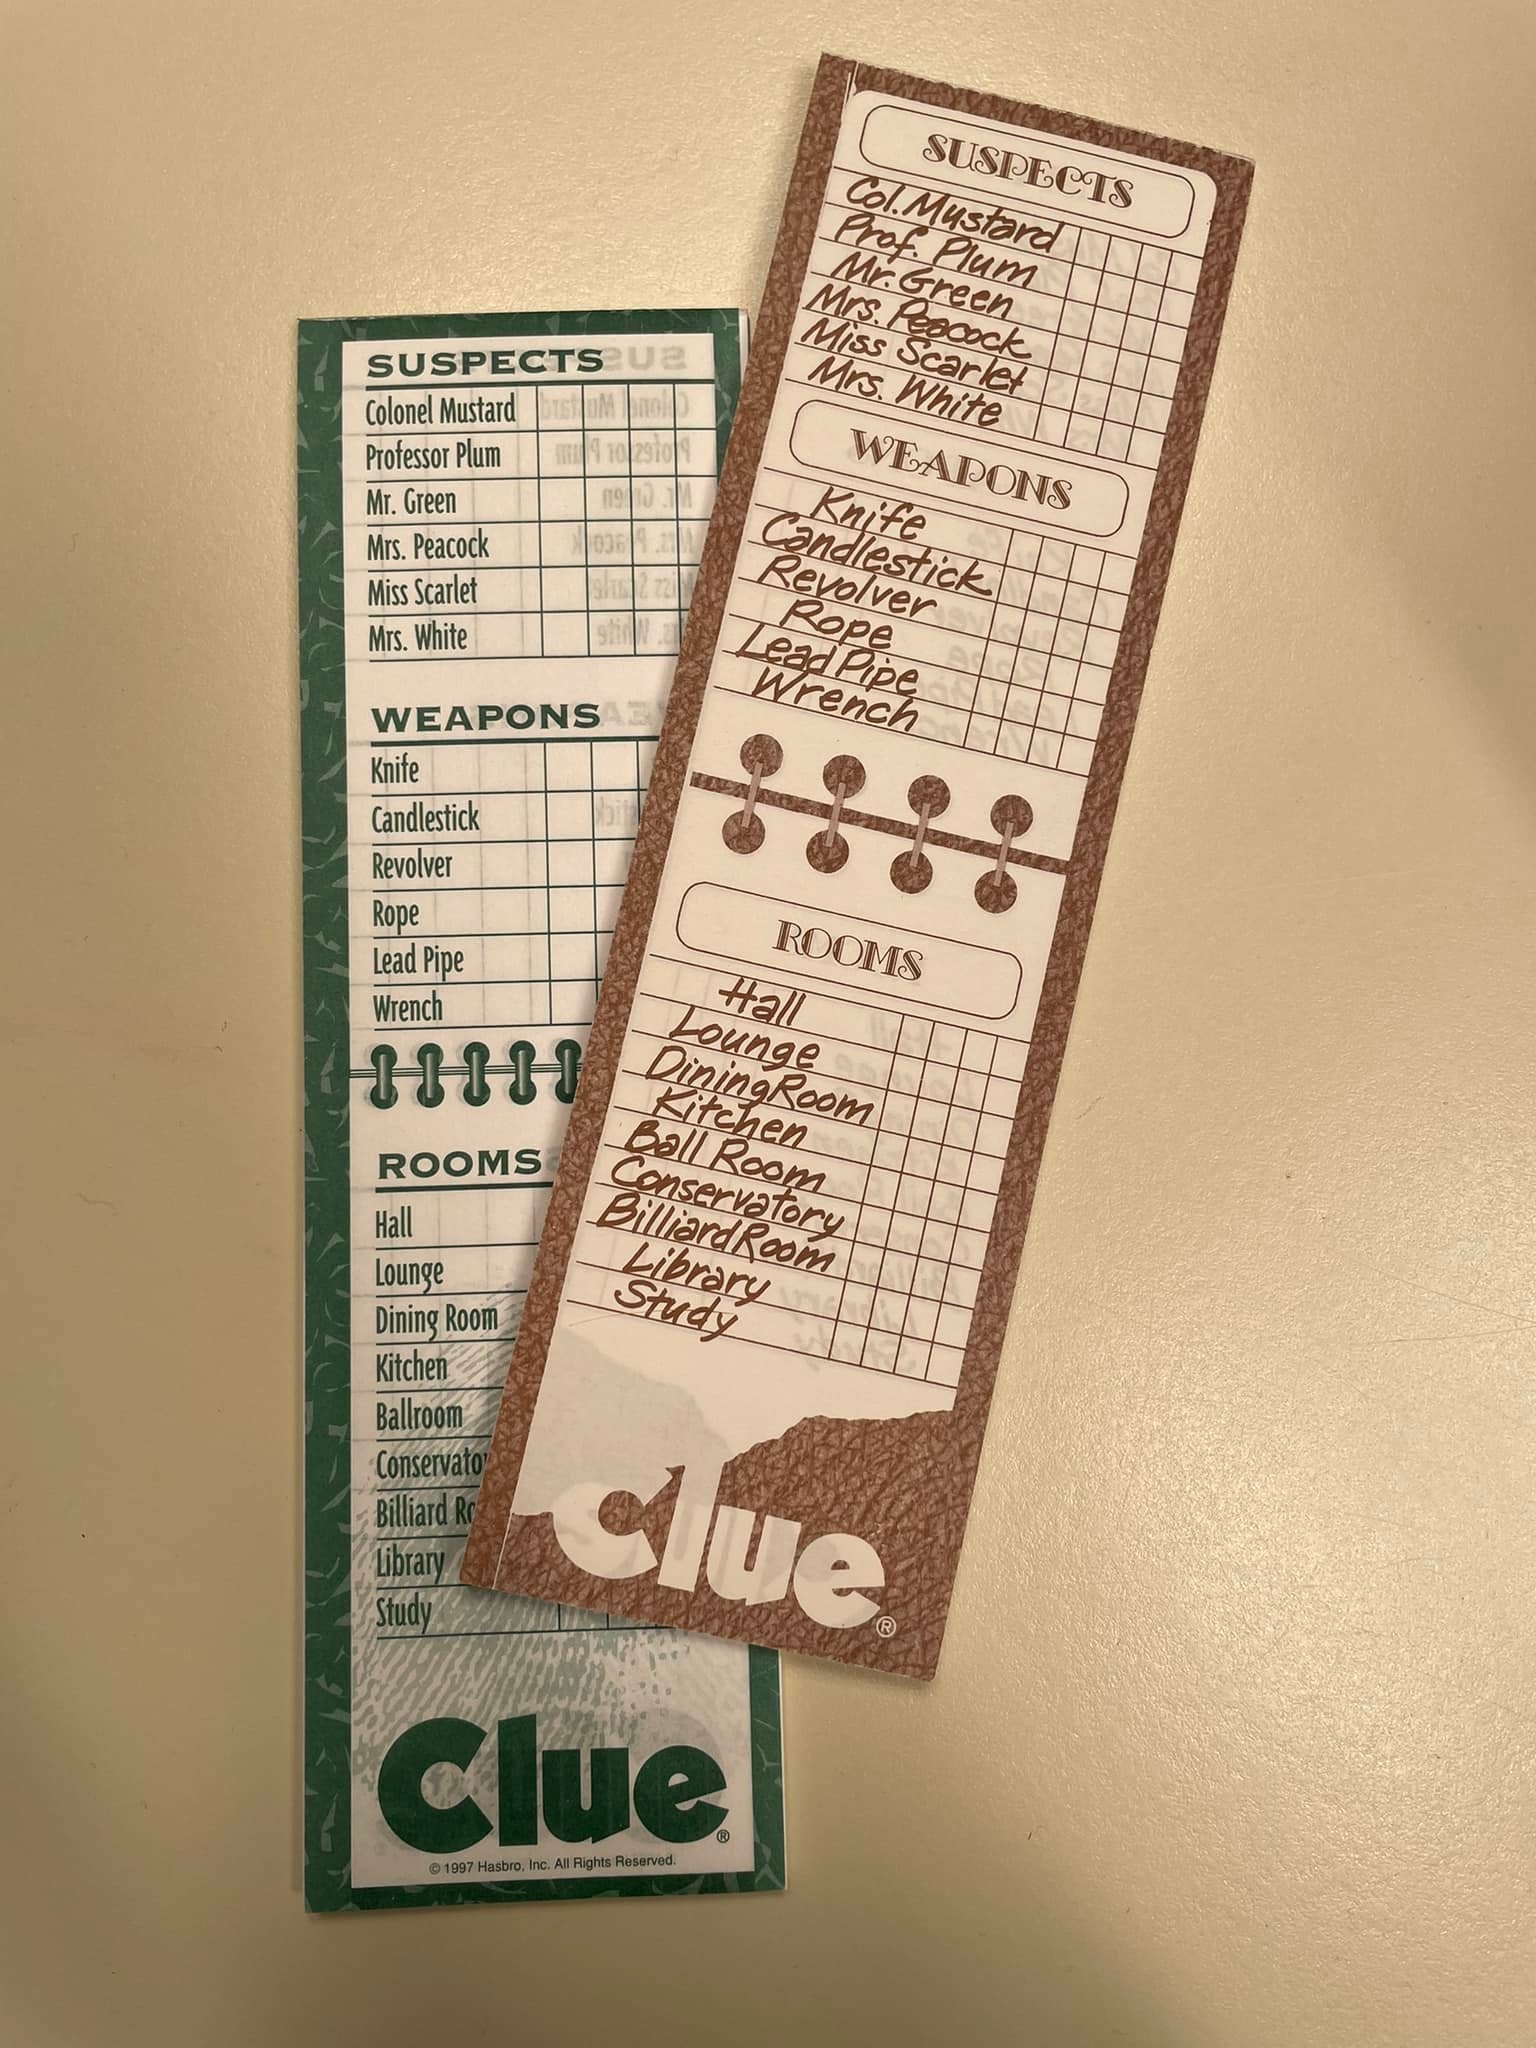 SUSPECTS
Colonel Mustard
Professor Plum
Mr. Green
Mrs. Peacock
Miss Scarlet
Mrs. White
WEAPONS
Knife
Candlestick
Revolver
Rope
Lead Pipe
Wrench
ROOMS
Hall
Lounge
Dining Room
Kitchen
Ballroom
Conservato
Billiard Ro
Library
Study
Clue®
© 1997 Hasbro, Inc. All Rights Reserved.
SUSPECTS
Col. Mustard
Prof. Plum
Mr. Green
Mrs. Peacock
Miss Scarlet
Mrs. White
WEAPONS
Knife
Candlestick
Revolver
Rope
Lead Pipe
Wrench
ROOMS
Hall
Lounge
Dining Room
Kitchen
Ball Room
Conservatory
Billiard Room
Library
Study
Clue®